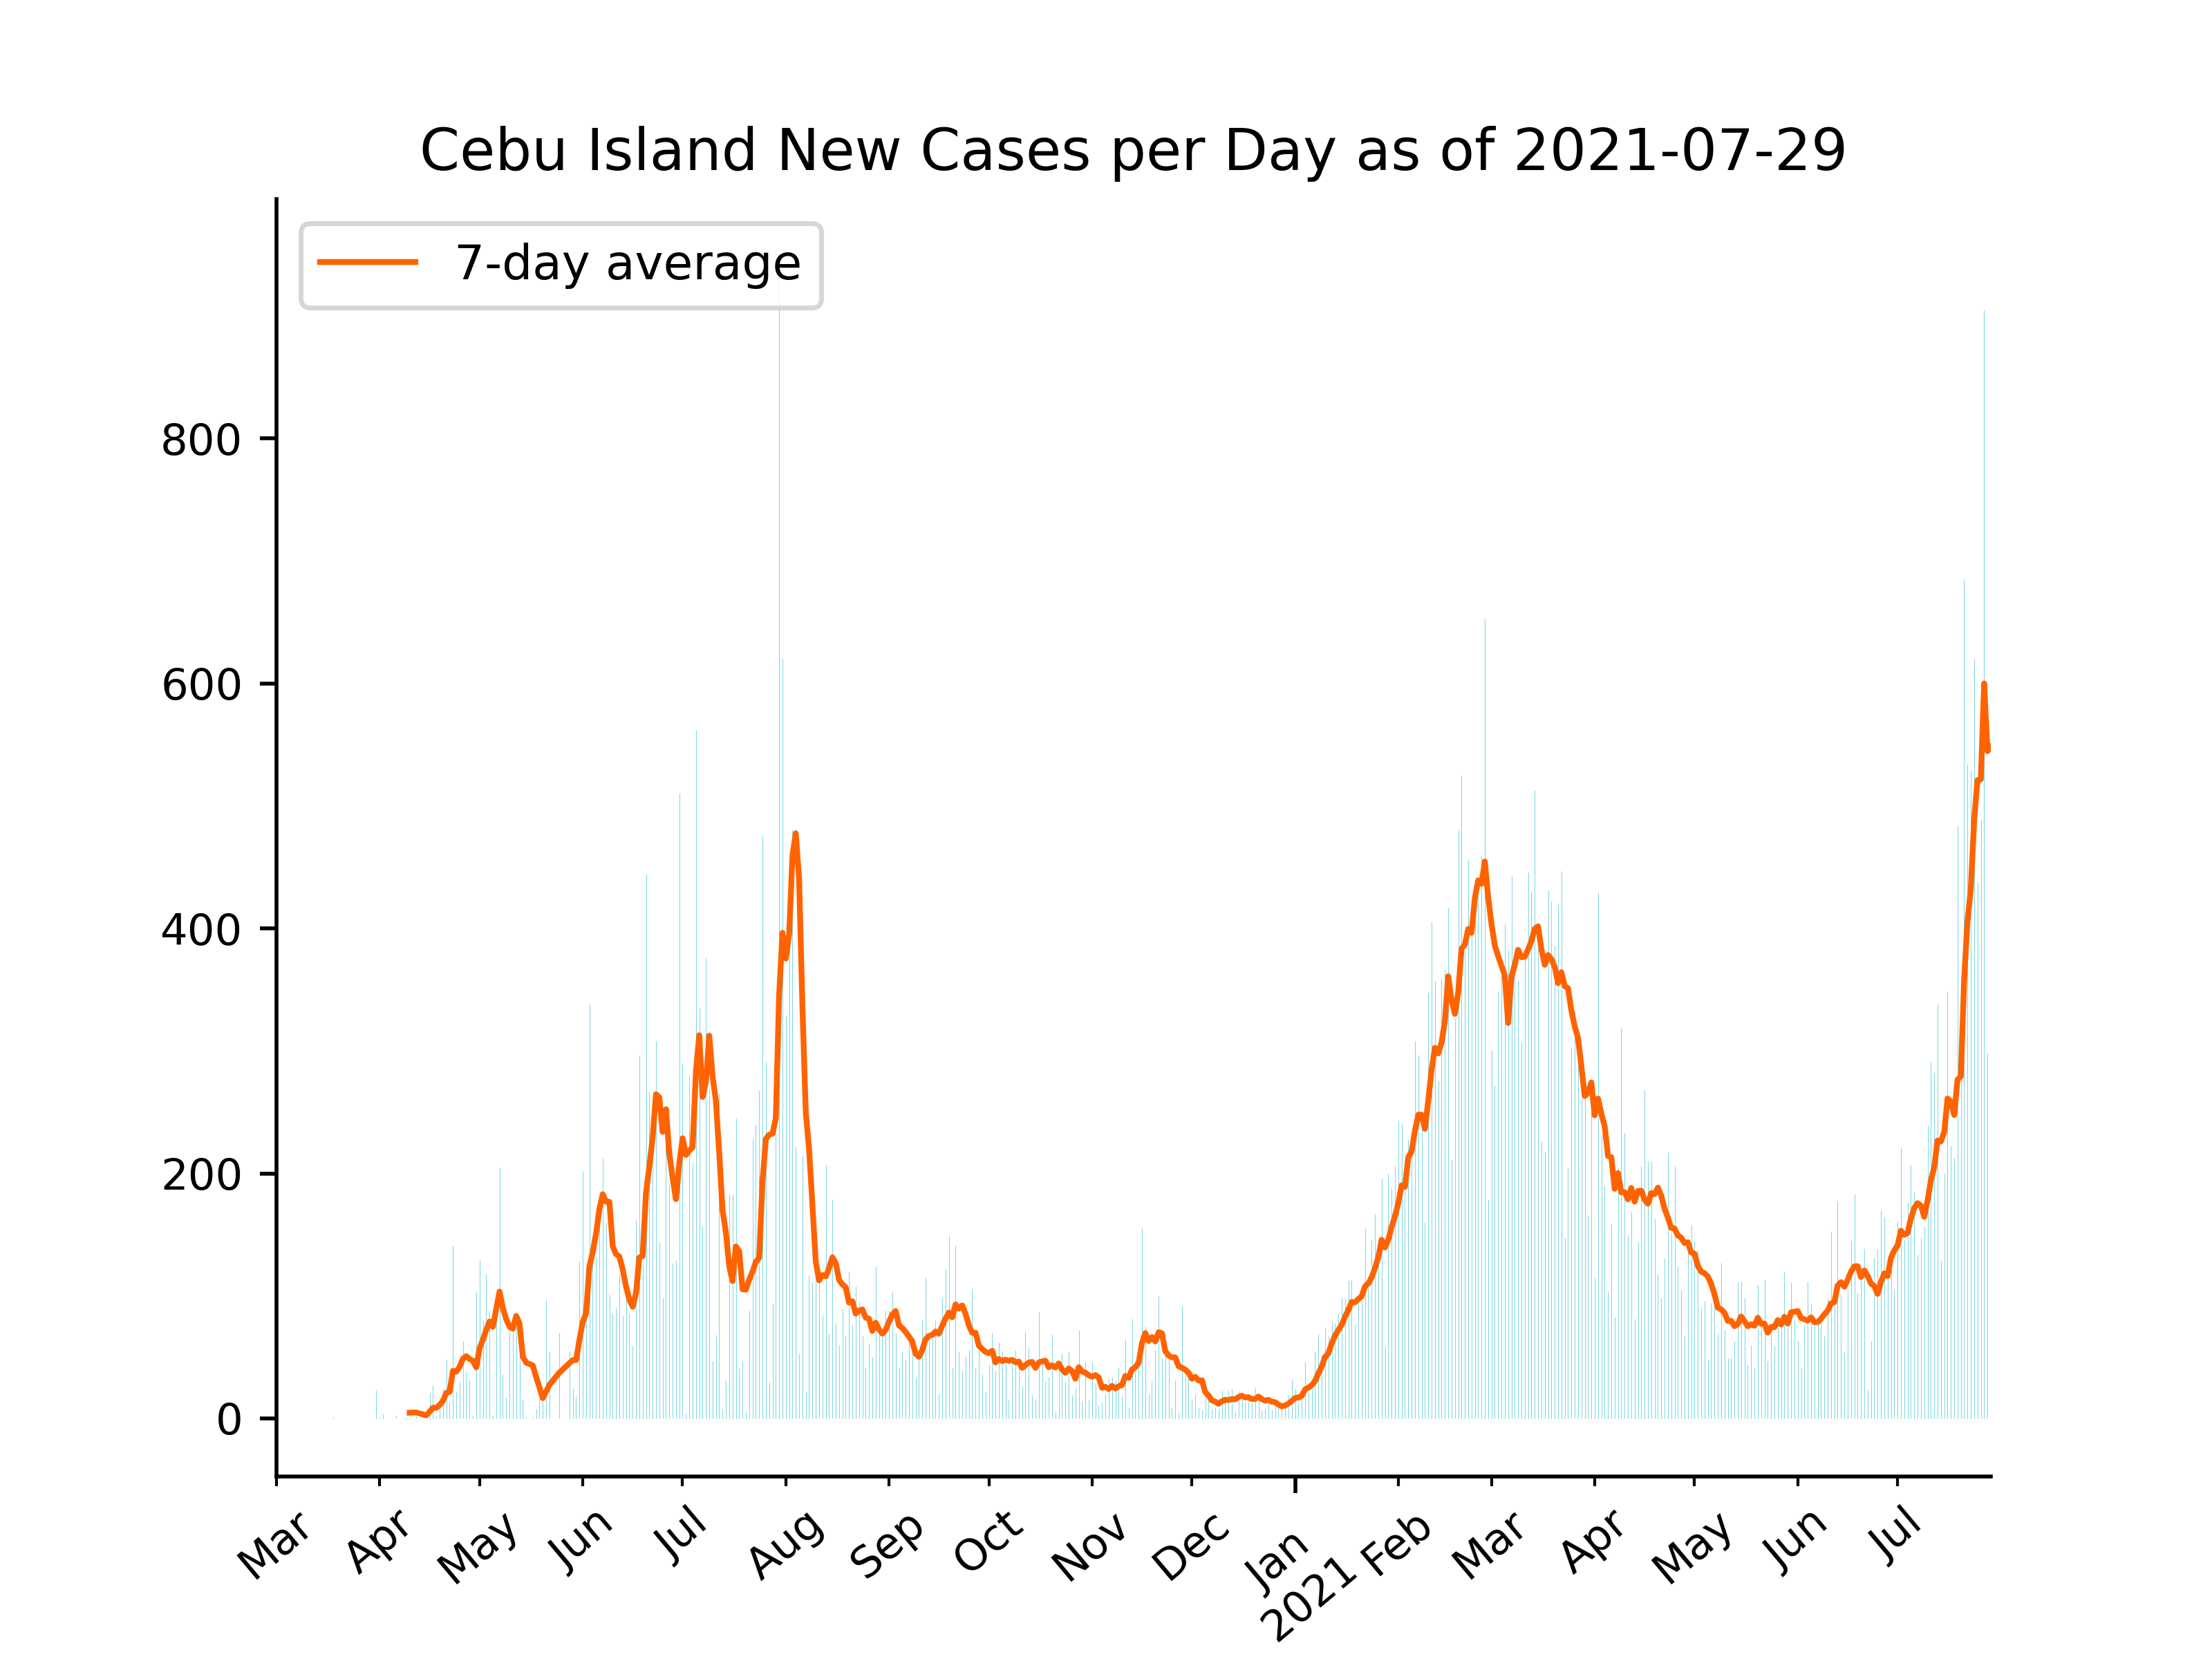 Cebu Island New Cases per Day as of 2021-07-29
7-day average
800
600
400
200
0
Mar
Apr
May
Jun
Jul
Aug
Sep
Oct
Nov
Dec
Jan
2021
Feb
Mar
Apr
May
Jun
Jul